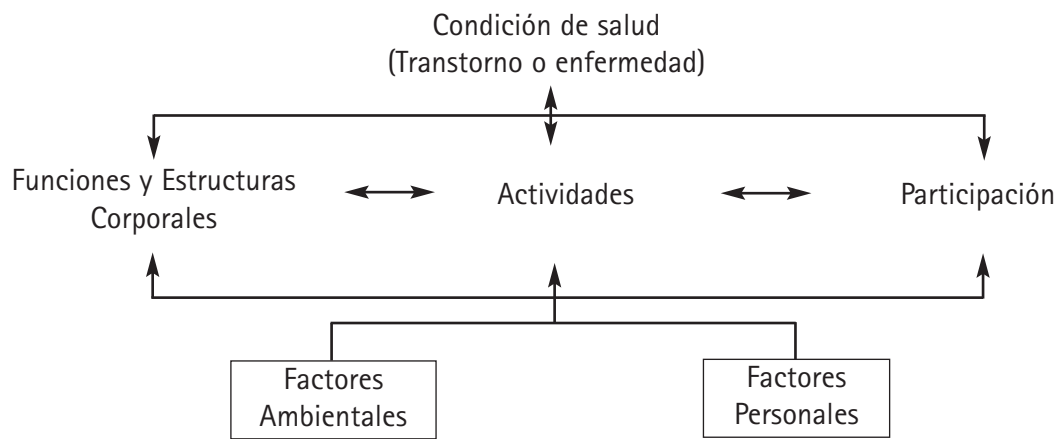 Condición de salud
(Transtorno o enfermedad)
Funciones y Estructuras
Corporales
Actividades
Participación
Factores
Ambientales
Factores
Personales